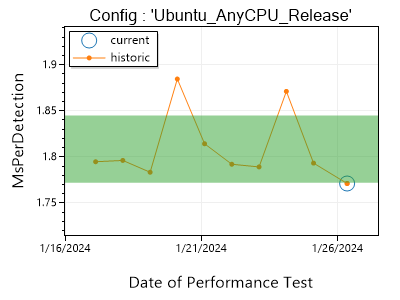 Config : 'Ubuntu_AnyCPU_Release'
current
historic
MsPerDetection
1.9
1.85
1.8
1.75
1/16/2024
1/21/2024
1/26/2024
Date of Performance Test